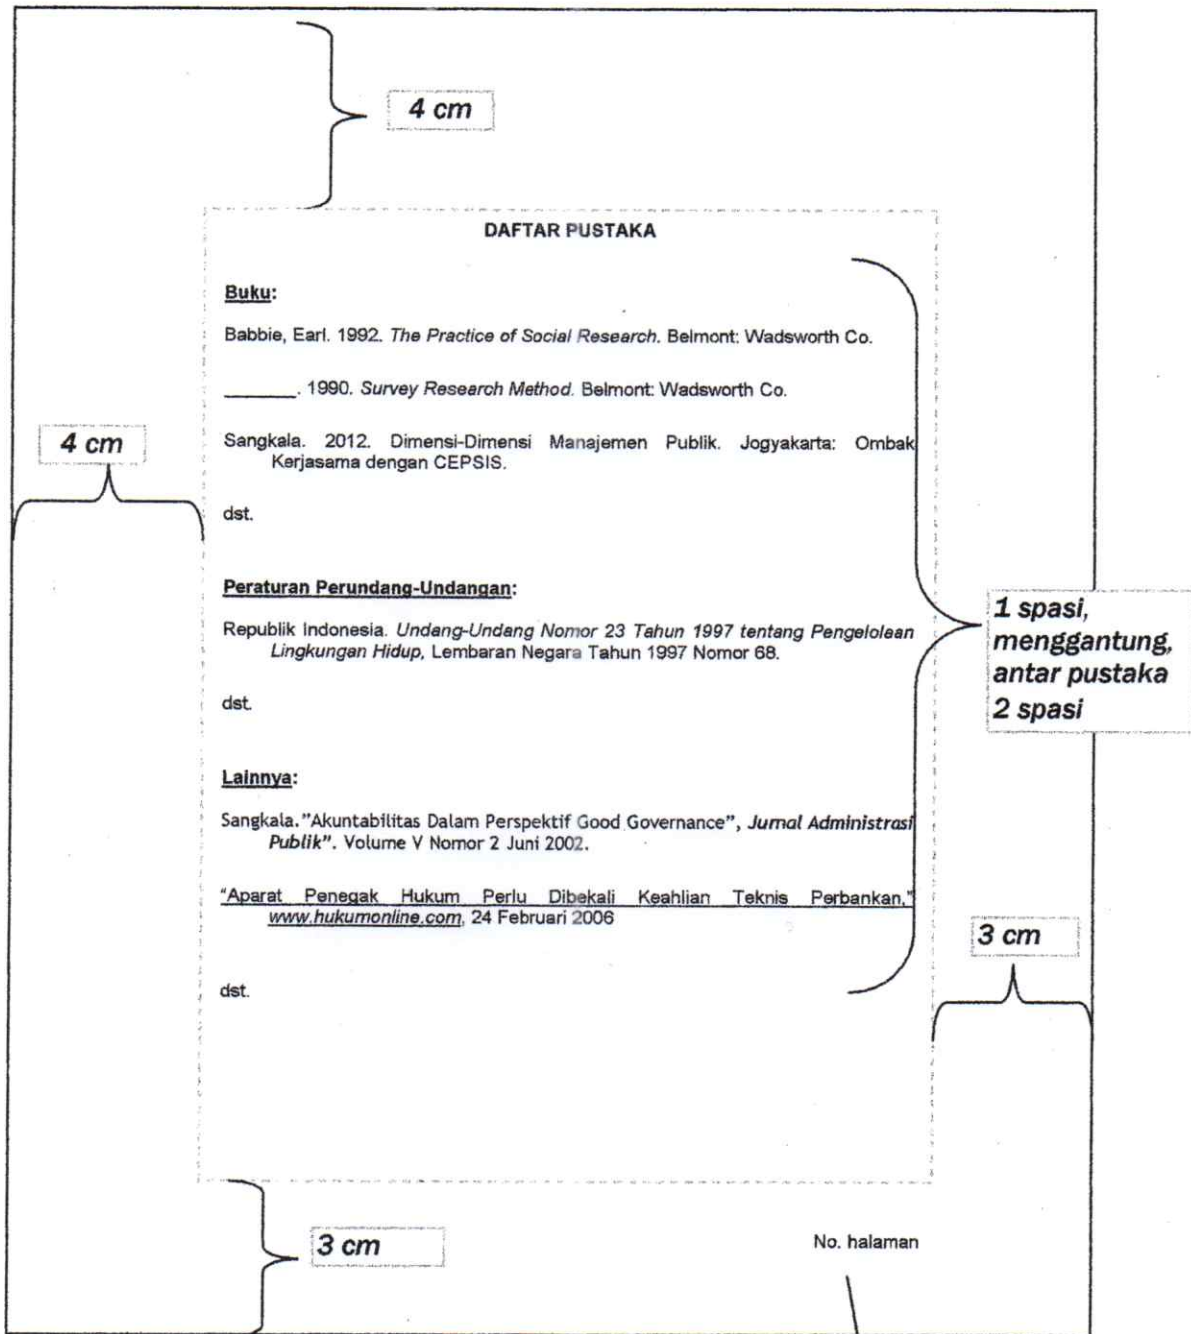 4 cm
DAFTAR PUSTAKA
Buku:
Babbie, Earl. 1992. The Practice of Social Research. Belmont: Wadsworth Co.
_______. 1990. Survey Research Method. Belmont: Wadsworth Co.
4 cm
Sangkala. 2012. Dimensi-Dimensi Manajemen Publik. Jogyakarta: Ombak
Kerjasama dengan CEPSIS.
dst.
Peraturan Perundang-Undangan:
Republik Indonesia. Undang-Undang Nomor 23 Tahun 1997 tentang Pengelolaan
Lingkungan Hidup, Lembaran Negara Tahun 1997 Nomor 68.
dst.
1 spasi,
menggantung,
antar pustaka
2 spasi
Lainnya:
Sangkala."Akuntabilitas Dalam Perspektif Good Governance", Jurnal Administrasi
Publik". Volume V Nomor 2 Juni 2002.
"Aparat Penegak Hukum Perlu Dibekali Keahlian Teknis Perbankan,"
www.hukumonline.com, 24 Februari 2006
3 cm
dst.
3 cm
No. halaman